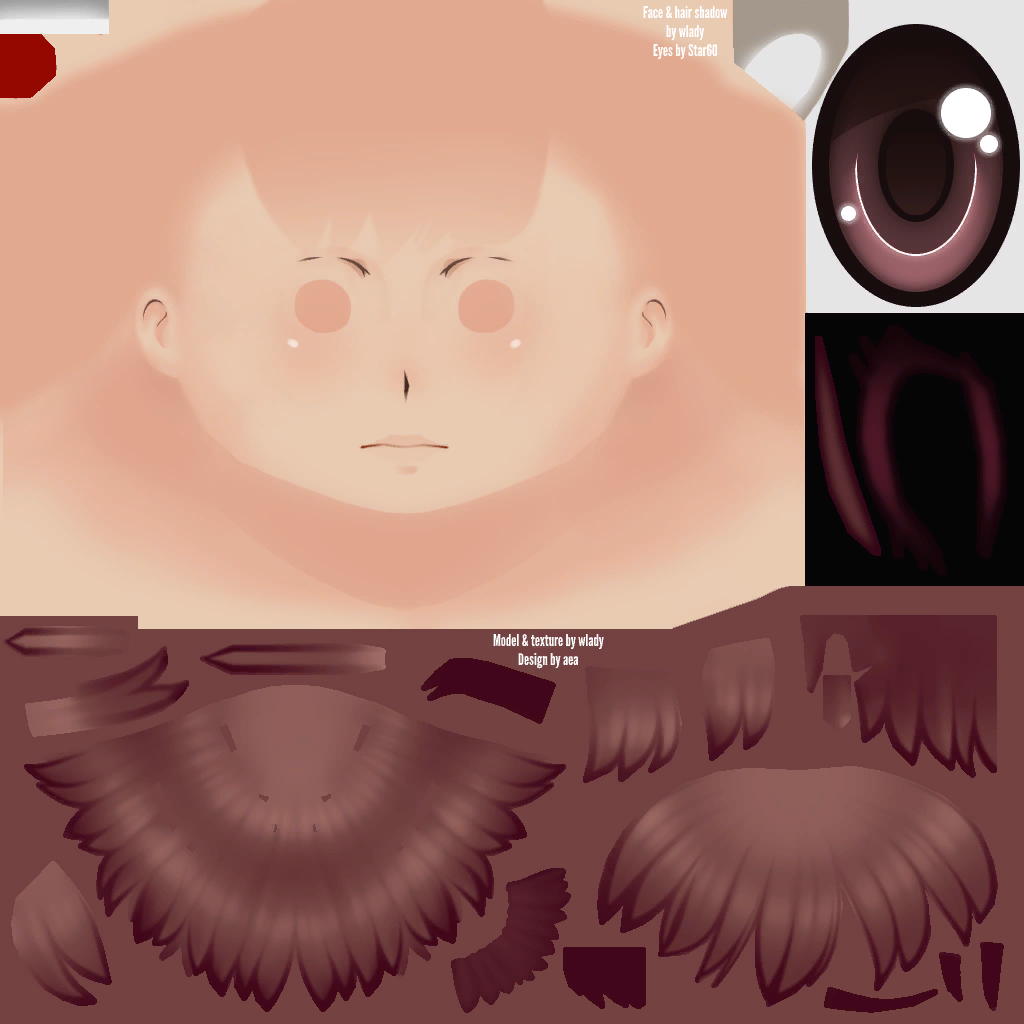 Face & hair shadow
by wlady
Eyes by Star60
Model & texture by wlady
Design by aea